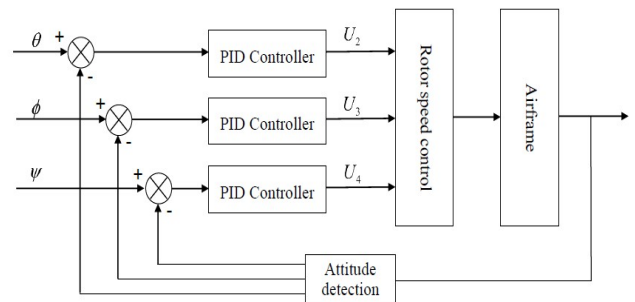 θ
+
-
PID Controller
U2
ϕ
+
-
PID Controller
U3
ψ
+
-
PID Controller
U4
Rotor speed control
Airframe
Attitude
detection